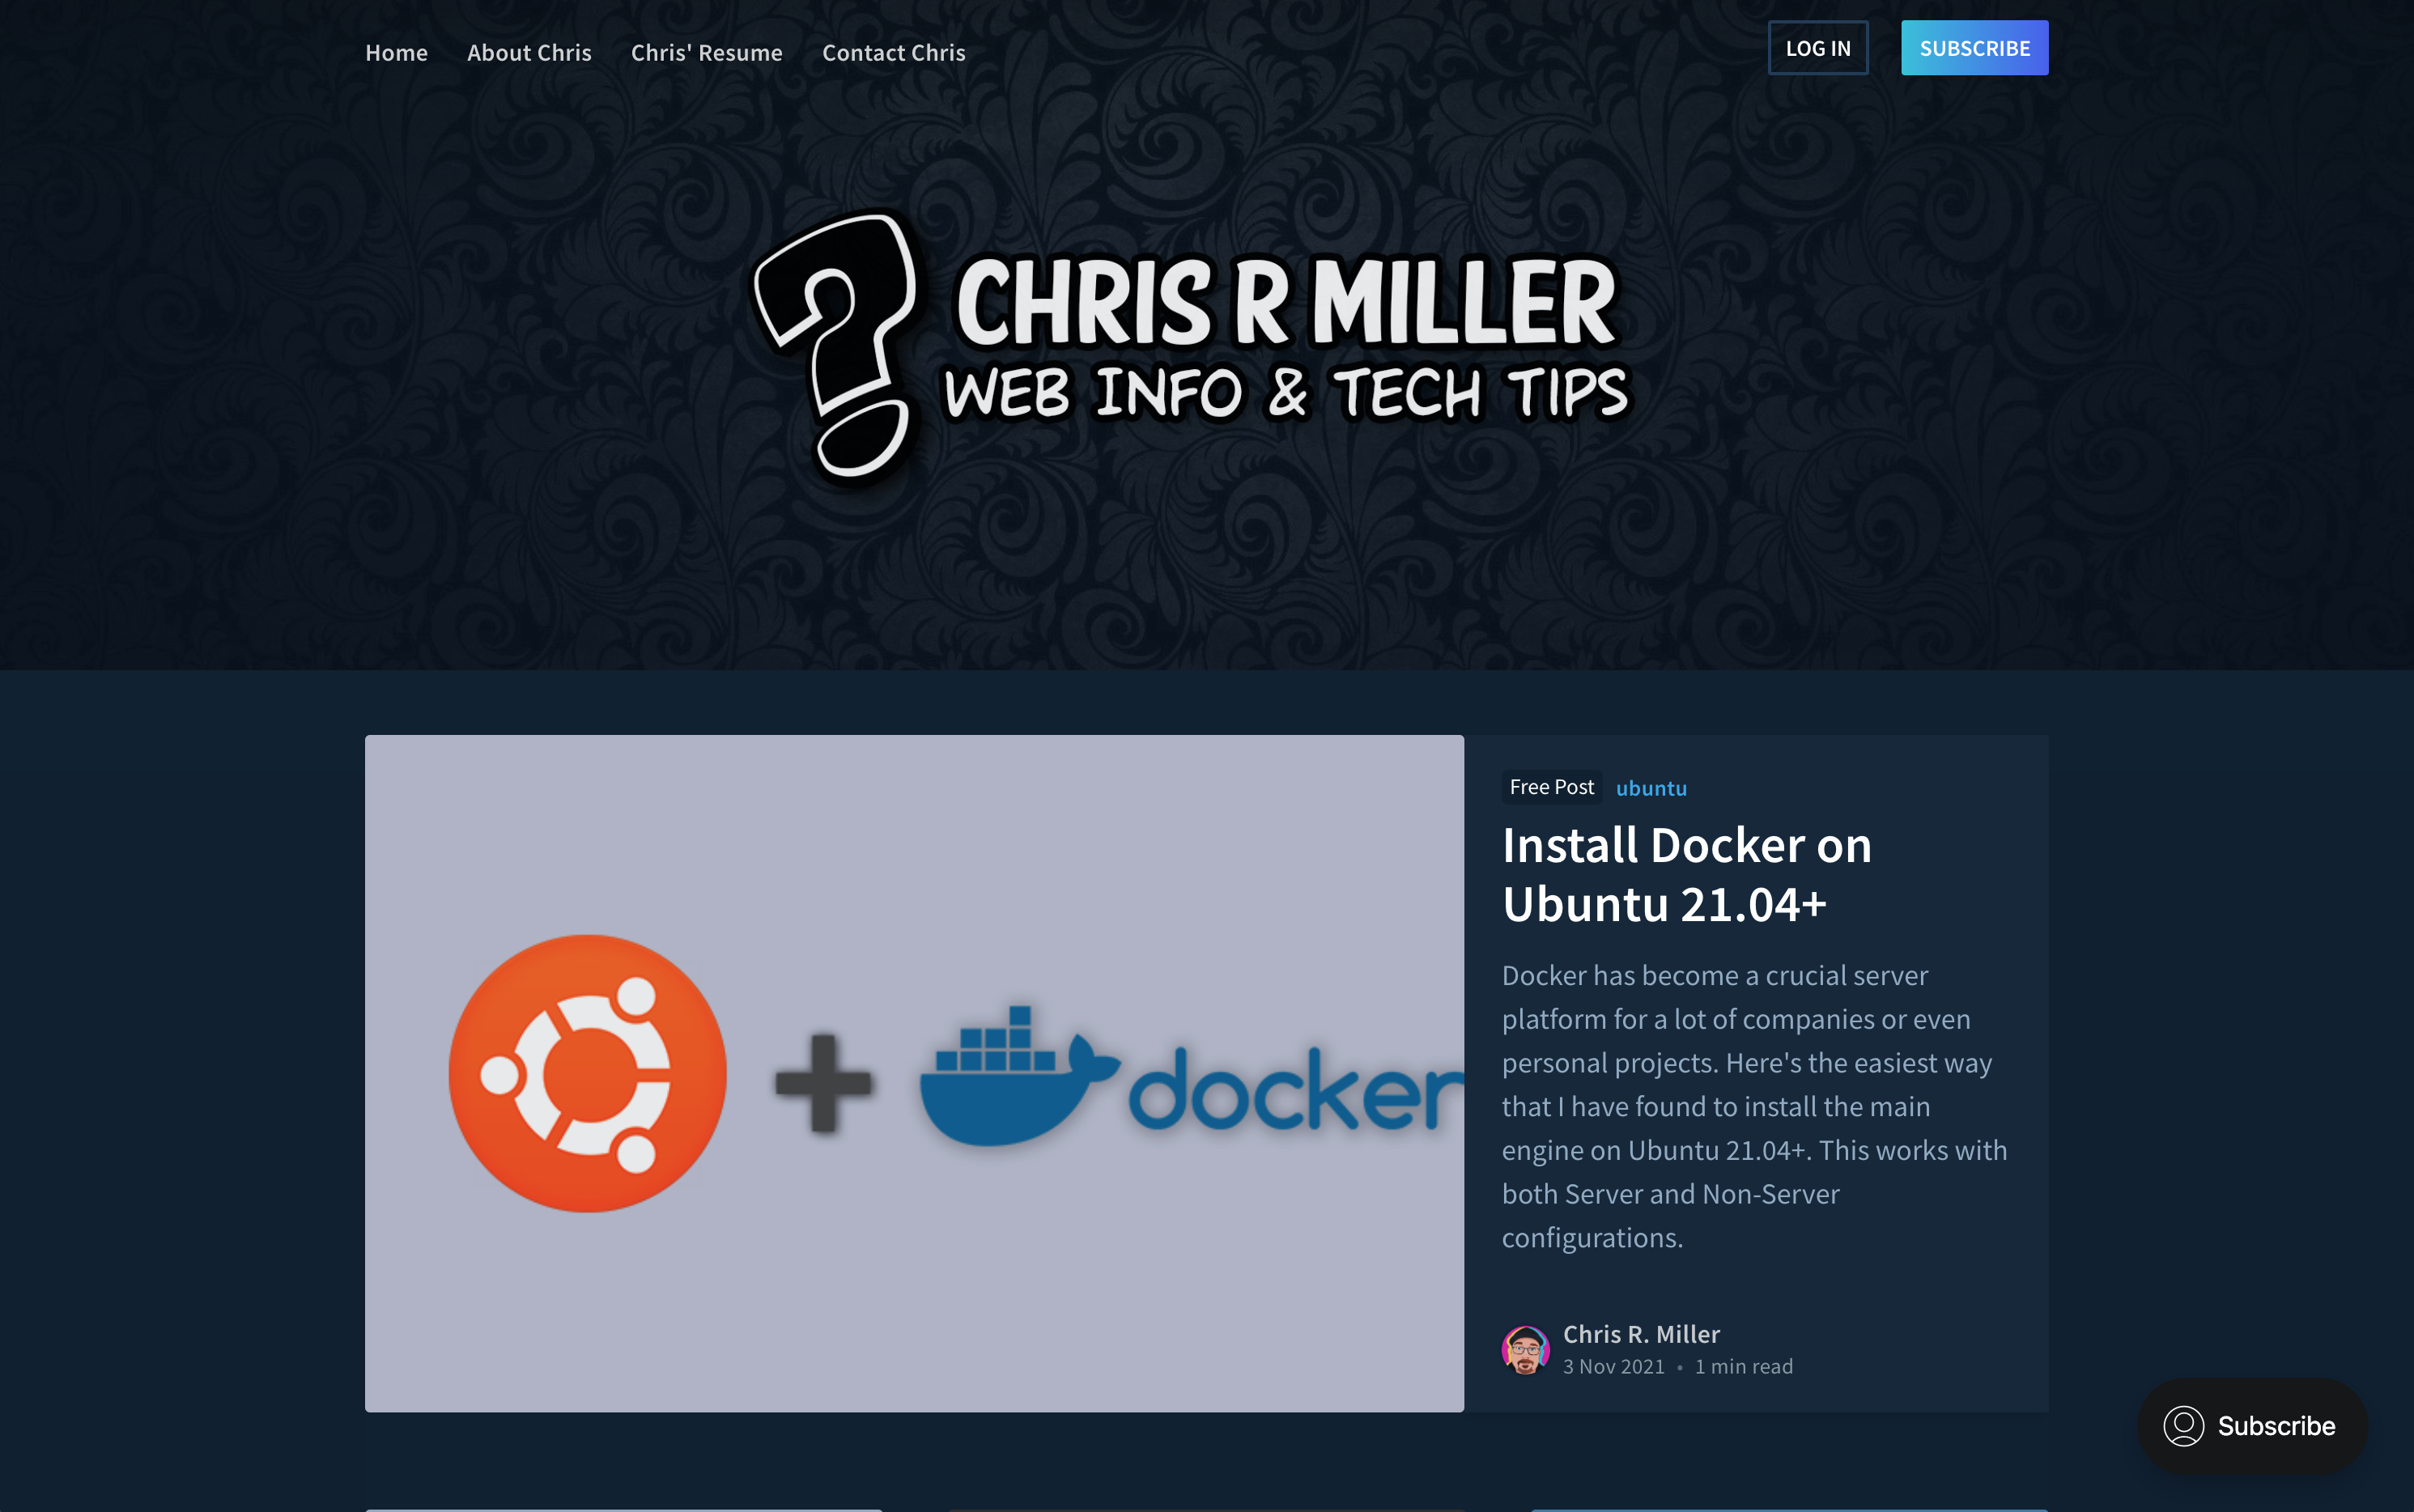 Home About Chris Chris' Resume Contact Chris LOG IN SUBSCRIBE
CHRIS R MILLER
WEB INFO & TECH TIPS
docker
Free Post ubuntu
Install Docker on
Ubuntu 21.04+
Docker has become a crucial server
platform for a lot of companies or even
personal projects. Here's the easiest way
that I have found to install the main
engine on Ubuntu 21.04+. This works with
both Server and Non-Server
configurations.
Chris R. Miller
3 Nov 2021 • 1 min read
Subscribe